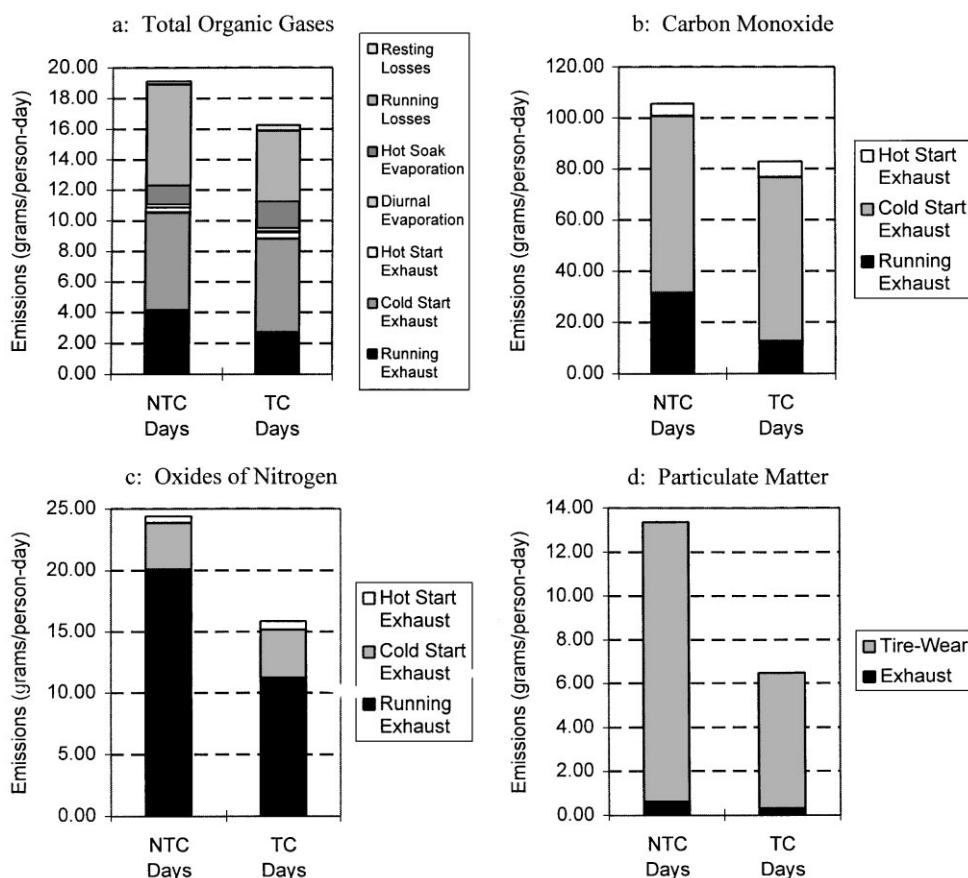 a: Total Organic Gases
Emissions (grams/person-day)
20.00
18.00
16.00
14.00
12.00
10.00
8.00
6.00
4.00
2.00
0.00
NTC
Days
TC
Days
Resting
Losses
Running
Losses
Hot Soak
Evaporation
Diurnal
Evaporation
Hot Start
Exhaust
Cold Start
Exhaust
Running
Exhaust
b: Carbon Monoxide
Emissions (grams/person-day)
120.00
100.00
80.00
60.00
40.00
20.00
0.00
NTC
Days
TC
Days
Hot Start
Exhaust
Cold Start
Exhaust
Running
Exhaust
c: Oxides of Nitrogen
Emissions (grams/person-day)
25.00
20.00
15.00
10.00
5.00
0.00
NTC
Days
TC
Days
Hot Start
Exhaust
Cold Start
Exhaust
Running
Exhaust
d: Particulate Matter
Emissions (grams/person-day)
14.00
12.00
10.00
8.00
6.00
4.00
2.00
0.00
NTC
Days
TC
Days
Tire-Wear
Exhaust